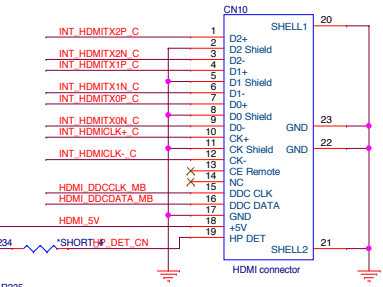 CN10
SHELL1 20
INT_HDMITX2P_C 1 D2+
2 D2 Shield
INT_HDMITX2N_C 3 D2-
INT_HDMITX1P_C 4 D1+
5 D1 Shield
INT_HDMITX1N_C 6 D1-
INT_HDMITX0P_C 7 D0+
8 D0 Shield
INT_HDMITX0N_C 9 D0- GND 23
INT_HDMICLK+_C 10 CK+
11 CK Shield GND 22
INT_HDMICLK-_C 12 CK-
13 CE Remote
14 NC
HDMI_DDCCLK_MB 15 DDC CLK
HDMI_DDCDATA_MB 16 DDC DATA
17 GND
HDMI_5V 18 +5V
234 *SHORT HP_DET_CN 19 HP DET
SHELL2 21
HDMI connector